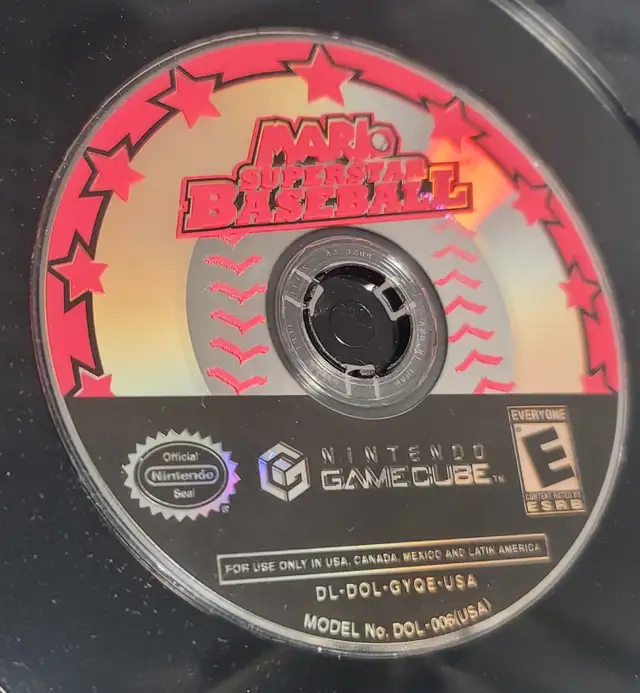 MARIO
SUPERSTAR
BASEBALL
Official
Nintendo
Seal
NINTENDO
GAMECUBE™
EVERYONE
E
CONTENT RATED BY
ESRB
FOR USE ONLY IN USA, CANADA, MEXICO AND LATIN AMERICA
DL-DOL-GYQE-USA
MODEL No. DOL-006(USA)